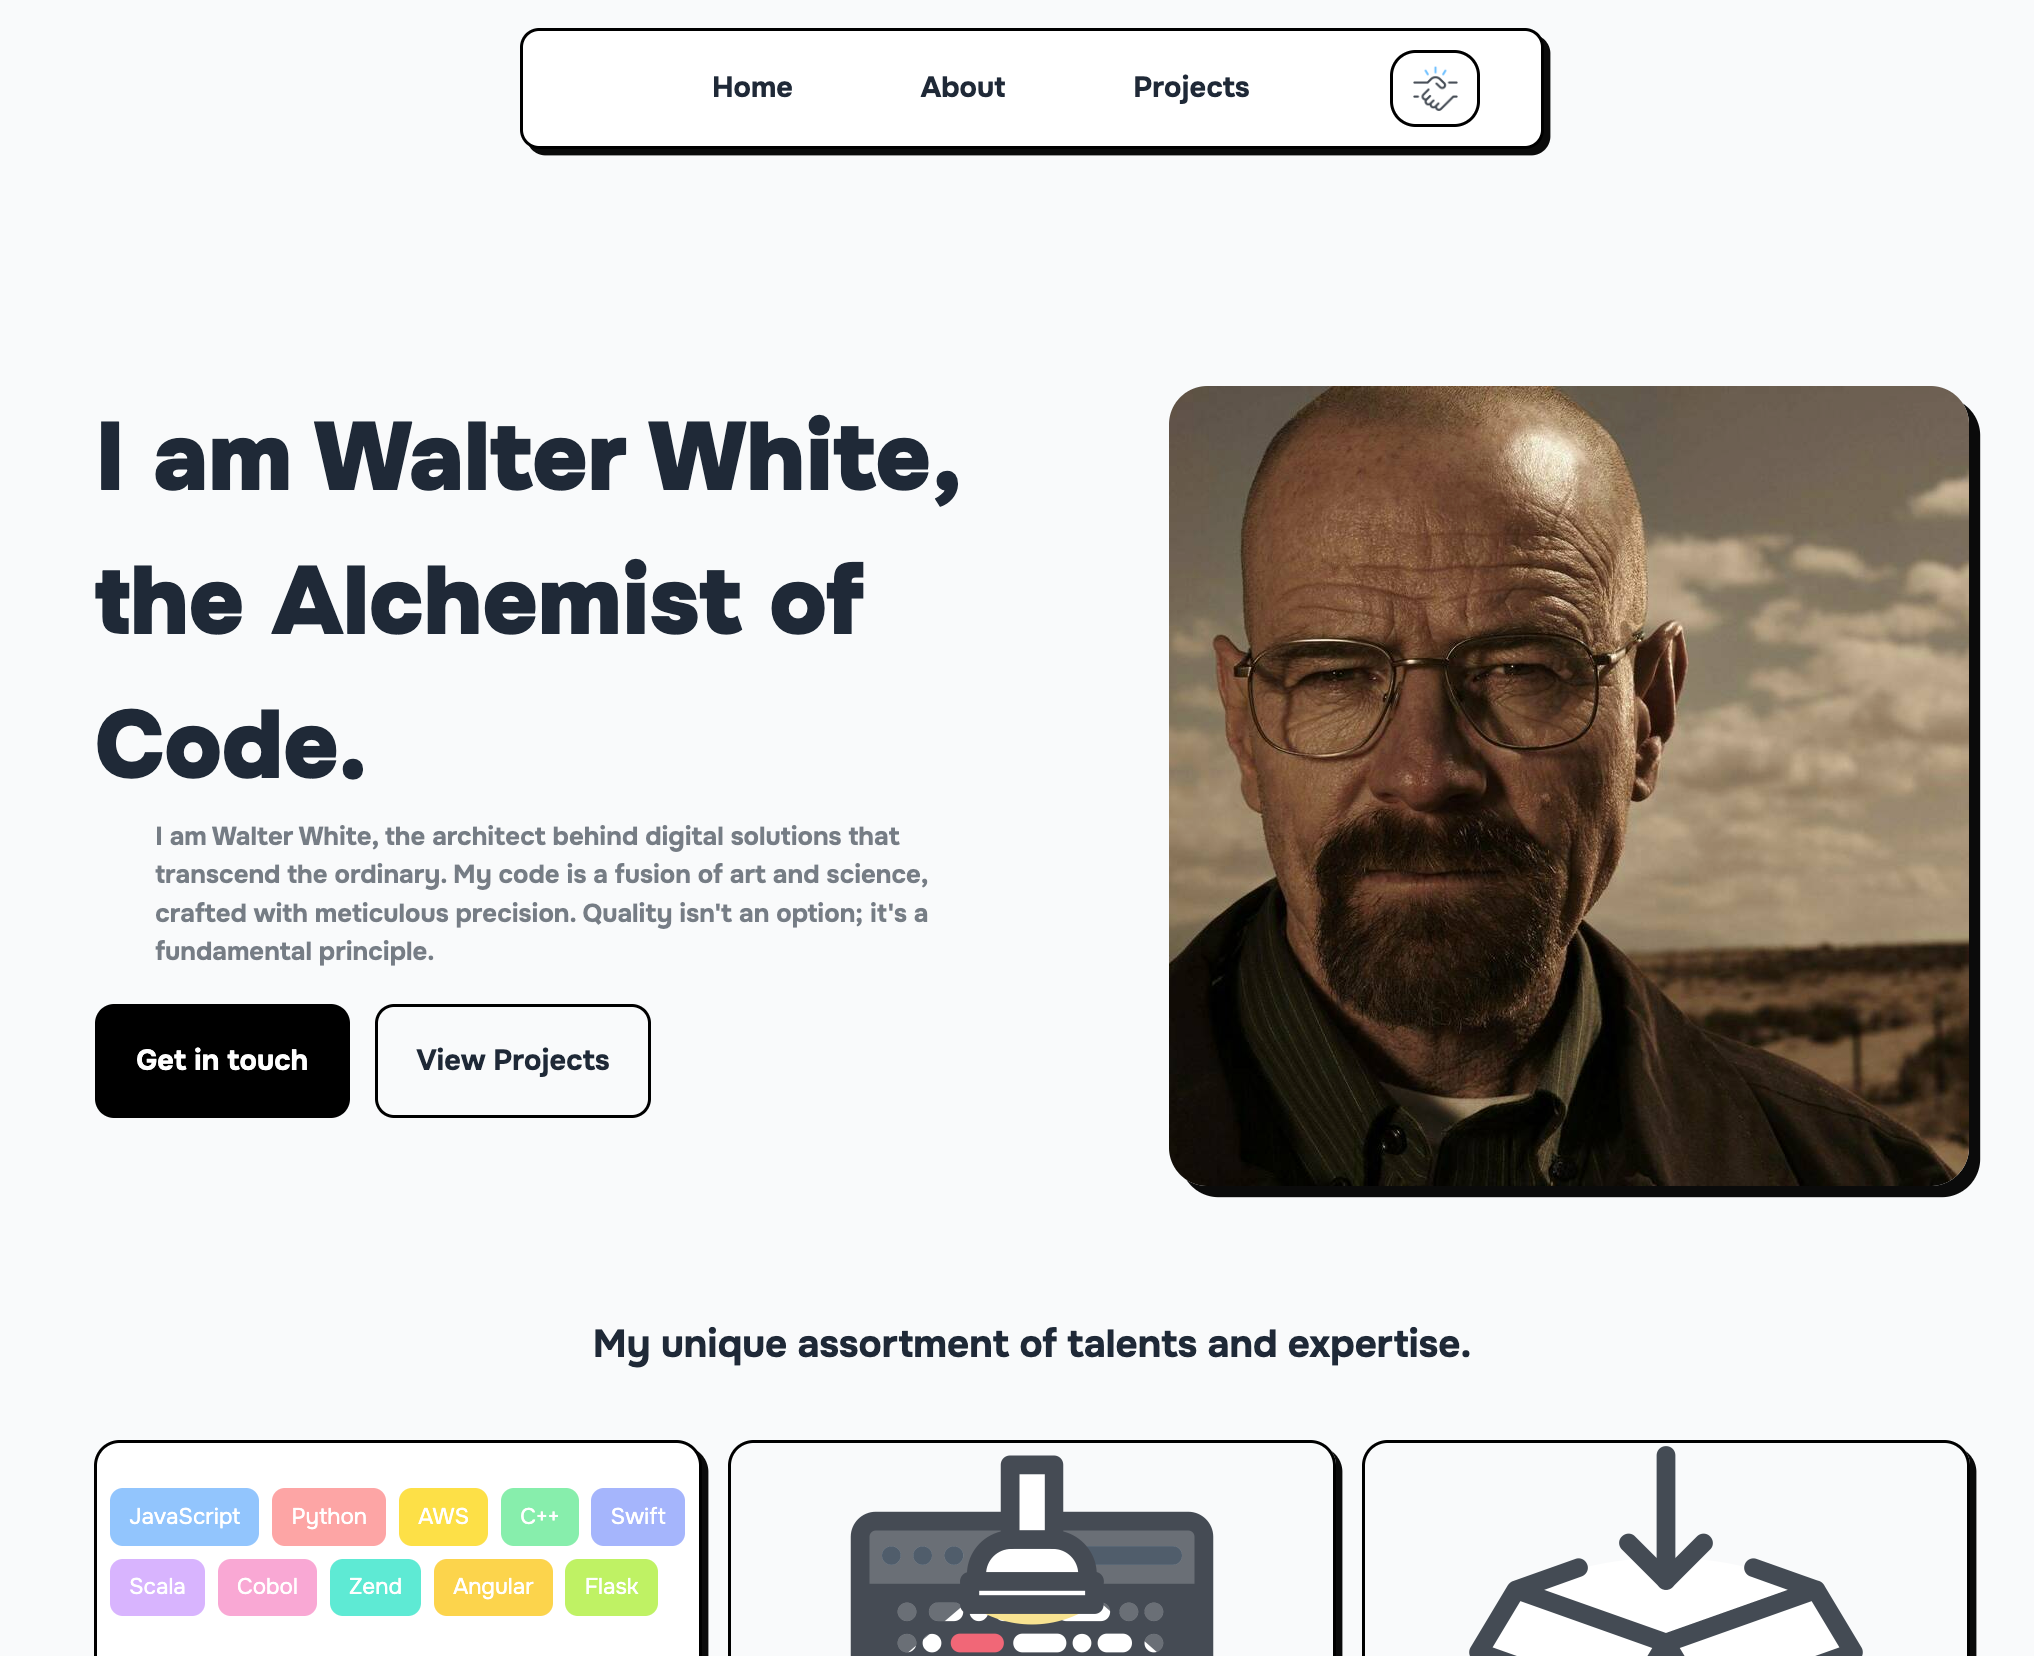 Home About Projects
I am Walter White,
the Alchemist of
Code.
I am Walter White, the architect behind digital solutions that
transcend the ordinary. My code is a fusion of art and science,
crafted with meticulous precision. Quality isn't an option; it's a
fundamental principle.
Get in touch View Projects
My unique assortment of talents and expertise.
JavaScript Python AWS C++ Swift
Scala Cobol Zend Angular Flask